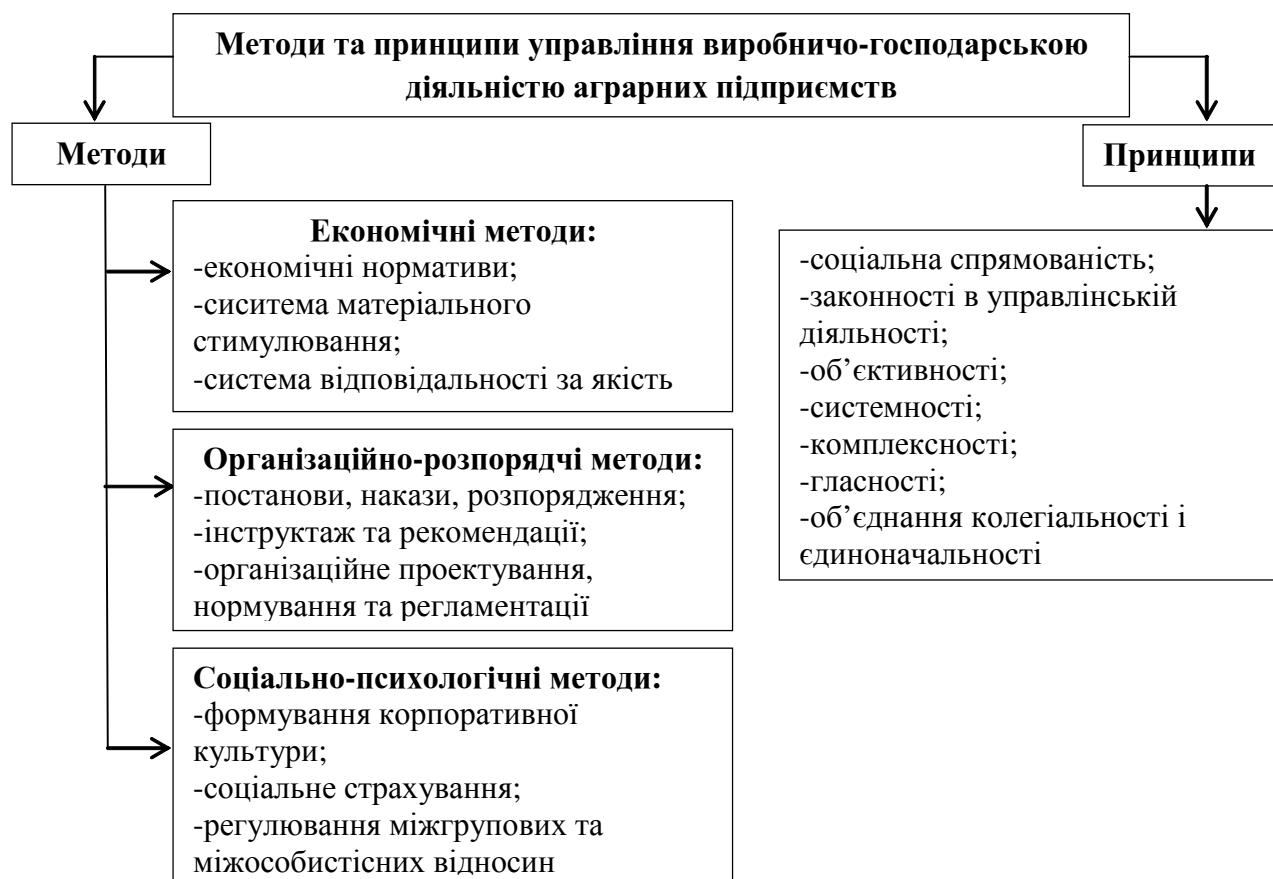 Методи та принципи управління виробничо-господарською
діяльністю аграрних підприємств
Методи
Принципи
Економічні методи:
-економічні нормативи;
-сиситема матеріального
стимулювання;
-система відповідальності за якість
Організаційно-розпорядчі методи:
-постанови, накази, розпорядження;
-інструктаж та рекомендації;
-організаційне проектування,
нормування та регламентації
Соціально-психологічні методи:
-формування корпоративної
культури;
-соціальне страхування;
-регулювання міжгрупових та
міжособистісних відносин
-соціальна спрямованість;
-законності в управлінській
діяльності;
-об’єктивності;
-системності;
-комплексності;
-гласності;
-об’єднання колегіальності і
єдиноначальності